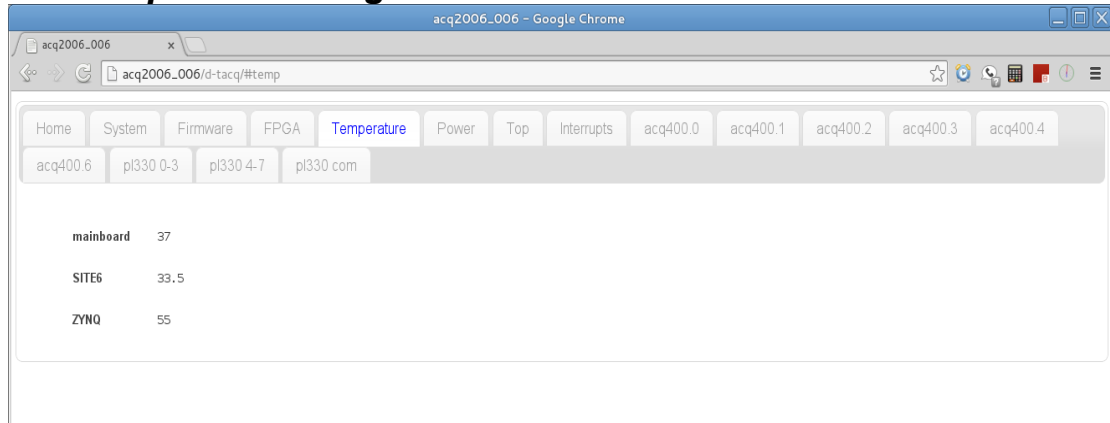 acq2006_006 - Google Chrome
acq2006_006
acq2006_006/d-tacq/#temp
Home System Firmware FPGA Temperature Power Top Interrupts acq400.0 acq400.1 acq400.2 acq400.3 acq400.4
acq400.6 pl330 0-3 pl330 4-7 pl330 com
mainboard 37
SITE6 33.5
ZYNQ 55